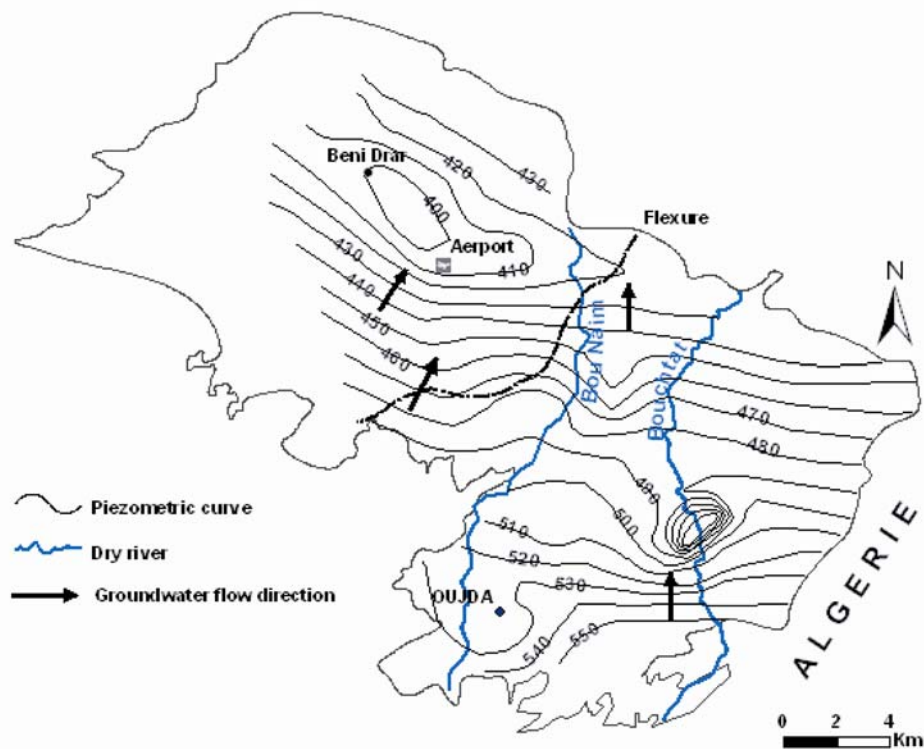 Beni Drar
420
430
400
Flexure
Aerport
410
430
440
450
460
N
Bou Naim
Bouchtat
470
480
490
500
510
520
530
OUJDA
540
550
ALGERIE
Piezometric curve
Dry river
Groundwater flow direction
0 2 4
Km